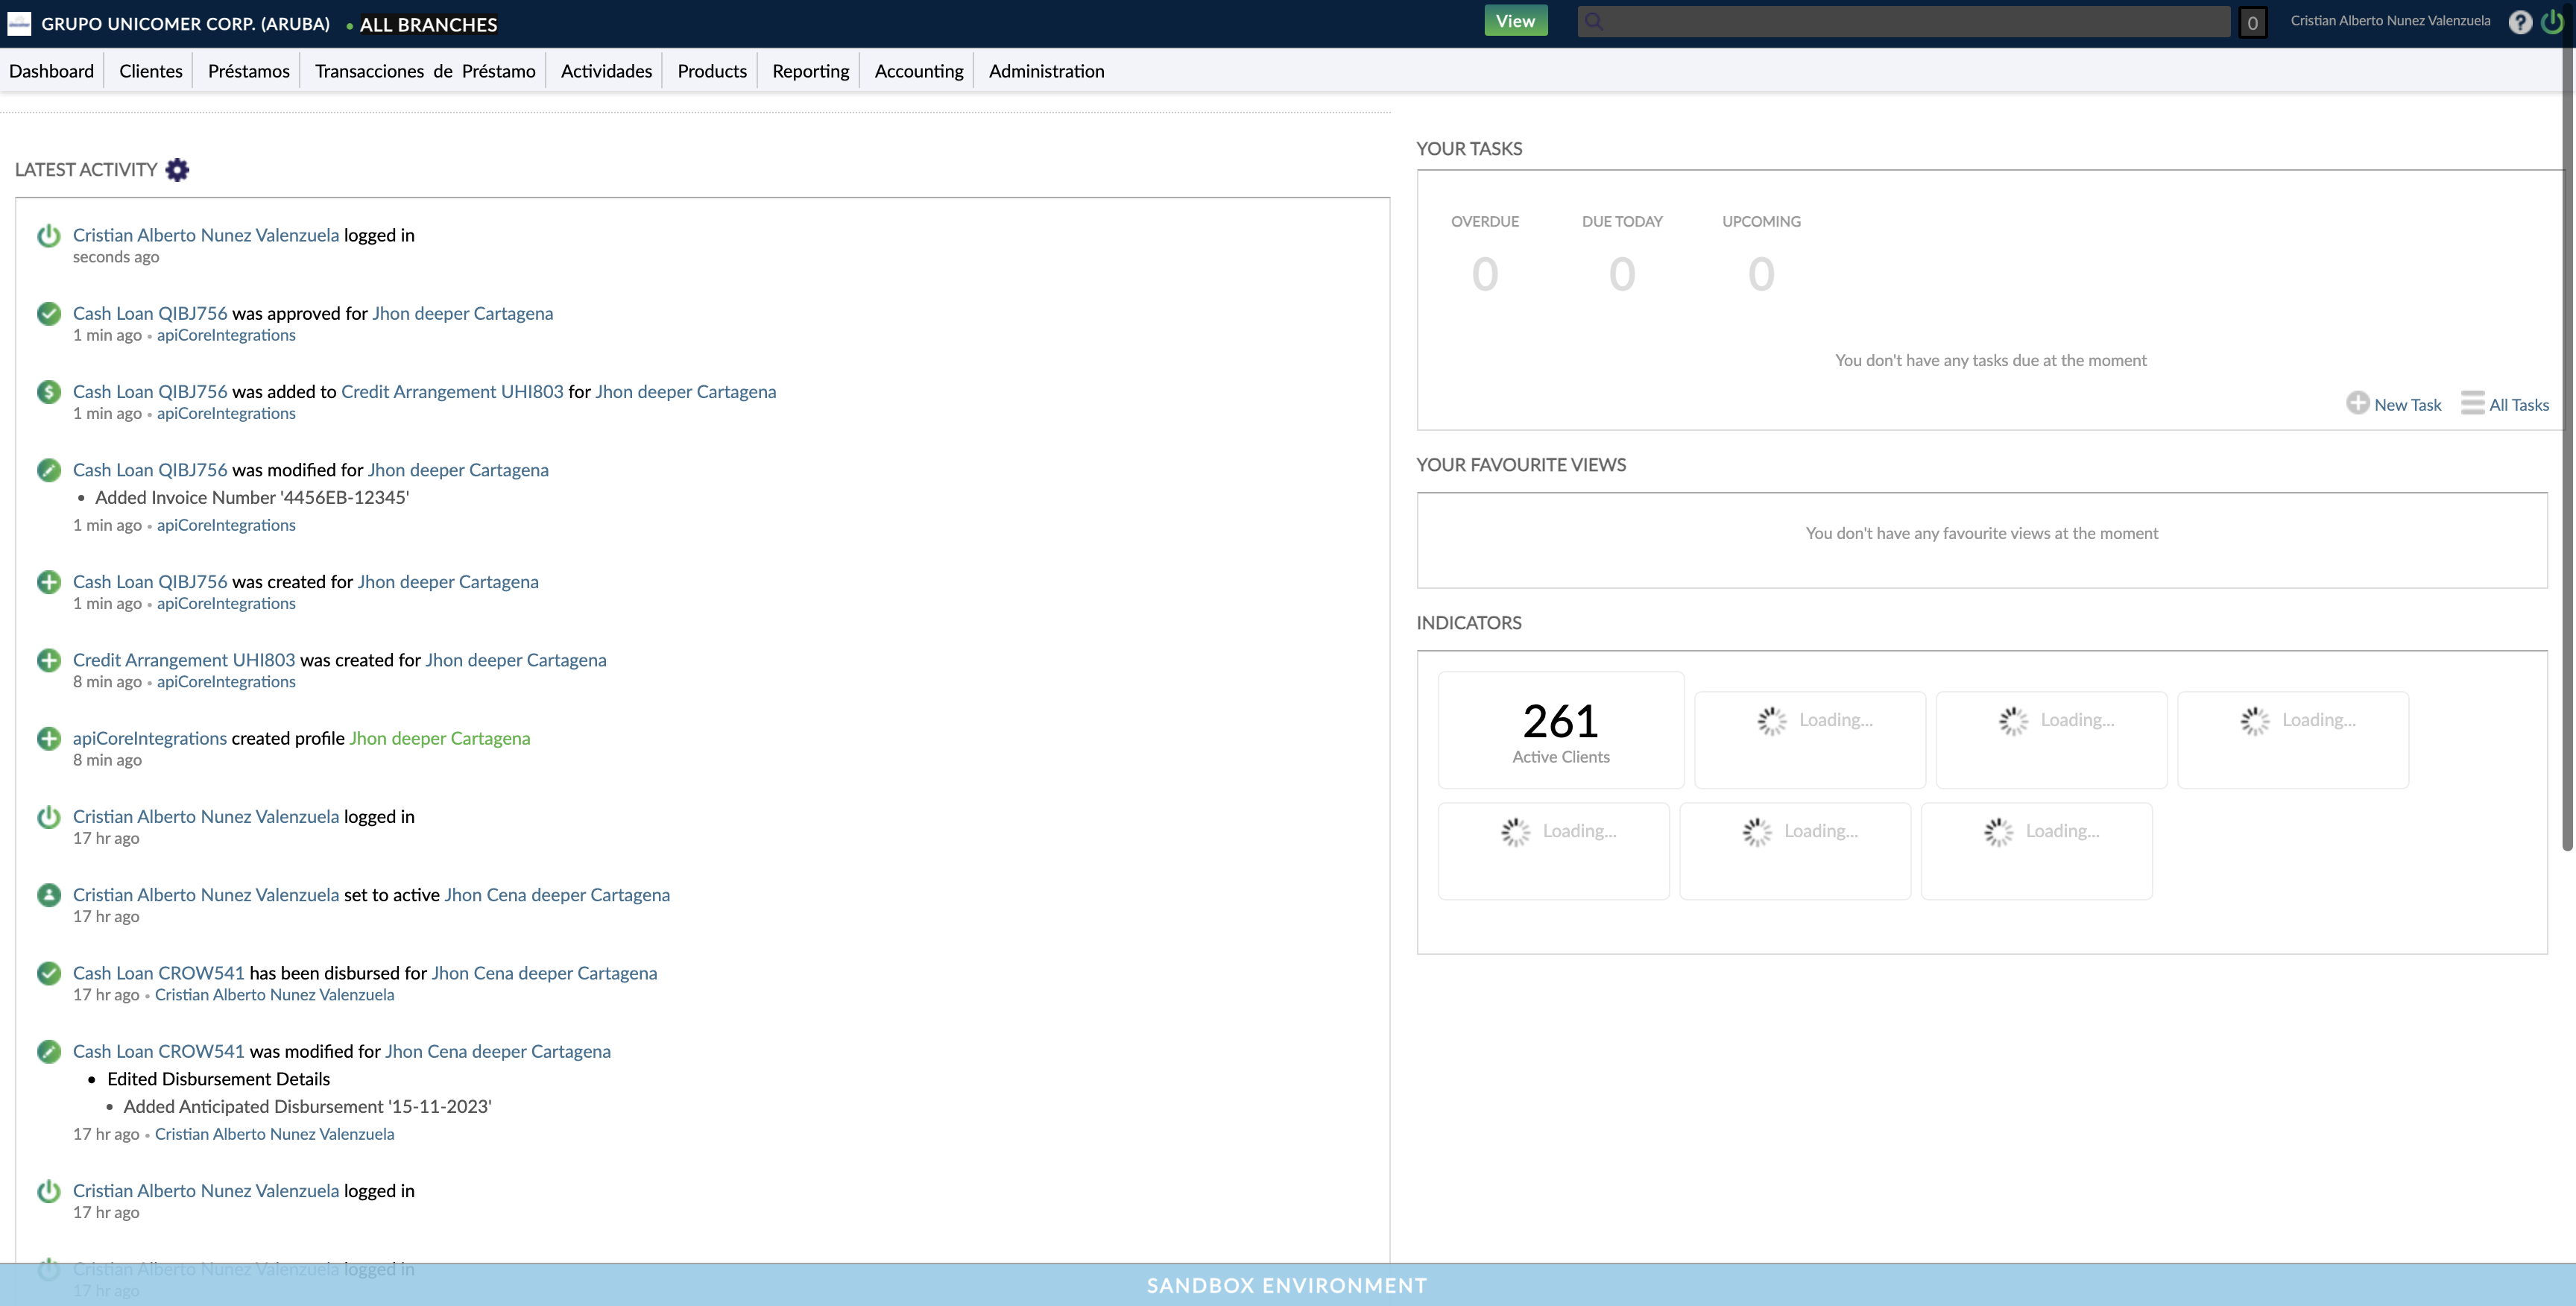 GRUPO UNICOMER CORP. (ARUBA) • ALL BRANCHES
View
0
Cristian Alberto Nunez Valenzuela
?
Dashboard
Clientes
Préstamos
Transacciones de Préstamo
Actividades
Products
Reporting
Accounting
Administration
LATEST ACTIVITY
Cristian Alberto Nunez Valenzuela logged in
seconds ago
Cash Loan QIBJ756 was approved for Jhon deeper Cartagena
1 min ago • apiCoreIntegrations
Cash Loan QIBJ756 was added to Credit Arrangement UHI803 for Jhon deeper Cartagena
1 min ago • apiCoreIntegrations
Cash Loan QIBJ756 was modified for Jhon deeper Cartagena
• Added Invoice Number '4456EB-12345'
1 min ago • apiCoreIntegrations
Cash Loan QIBJ756 was created for Jhon deeper Cartagena
1 min ago • apiCoreIntegrations
Credit Arrangement UHI803 was created for Jhon deeper Cartagena
8 min ago • apiCoreIntegrations
apiCoreIntegrations created profile Jhon deeper Cartagena
8 min ago
Cristian Alberto Nunez Valenzuela logged in
17 hr ago
Cristian Alberto Nunez Valenzuela set to active Jhon Cena deeper Cartagena
17 hr ago
Cash Loan CROW541 has been disbursed for Jhon Cena deeper Cartagena
17 hr ago • Cristian Alberto Nunez Valenzuela
Cash Loan CROW541 was modified for Jhon Cena deeper Cartagena
• Edited Disbursement Details
• Added Anticipated Disbursement '15-11-2023'
17 hr ago • Cristian Alberto Nunez Valenzuela
Cristian Alberto Nunez Valenzuela logged in
17 hr ago
Cristian Alberto Nunez Valenzuela logged in
17 hr ago
YOUR TASKS
OVERDUE
DUE TODAY
UPCOMING
0
0
0
You don't have any tasks due at the moment
New Task
All Tasks
YOUR FAVOURITE VIEWS
You don't have any favourite views at the moment
INDICATORS
261
Active Clients
Loading...
Loading...
Loading...
Loading...
Loading...
Loading...
SANDBOX ENVIRONMENT